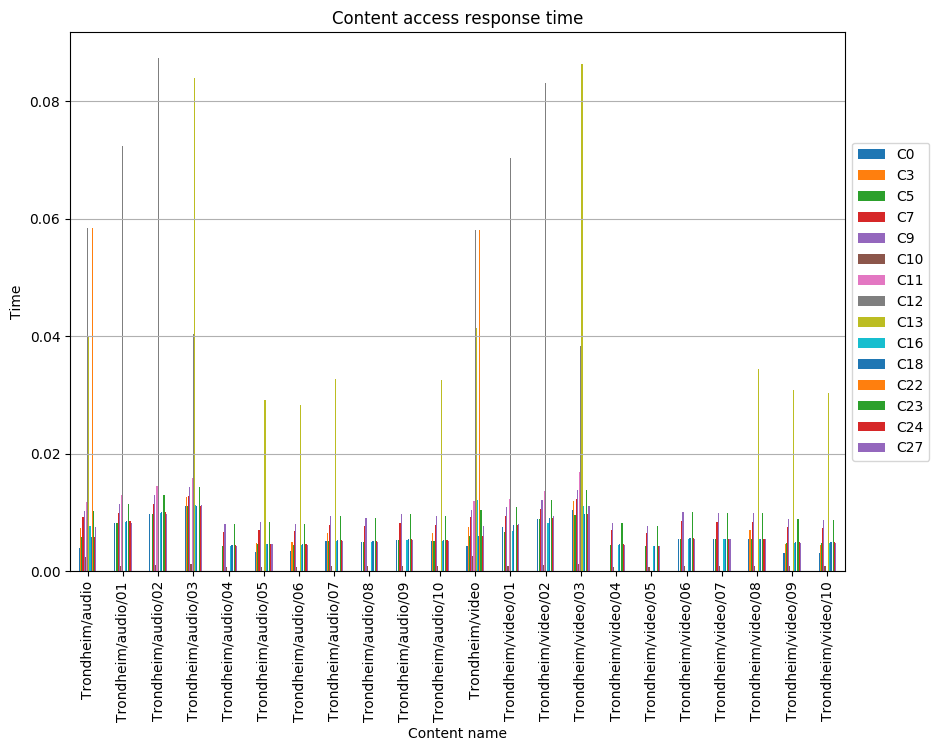 Content access response time
0.08
0.06
0.04
0.02
0.00
Time
Trondheim/audio
Trondheim/audio/01
Trondheim/audio/02
Trondheim/audio/03
Trondheim/audio/04
Trondheim/audio/05
Trondheim/audio/06
Trondheim/audio/07
Trondheim/audio/08
Trondheim/audio/09
Trondheim/audio/10
Trondheim/video
Trondheim/video/01
Trondheim/video/02
Trondheim/video/03
Trondheim/video/04
Trondheim/video/05
Trondheim/video/06
Trondheim/video/07
Trondheim/video/08
Trondheim/video/09
Trondheim/video/10
Content name
C0
C3
C5
C7
C9
C10
C11
C12
C13
C16
C18
C22
C23
C24
C27